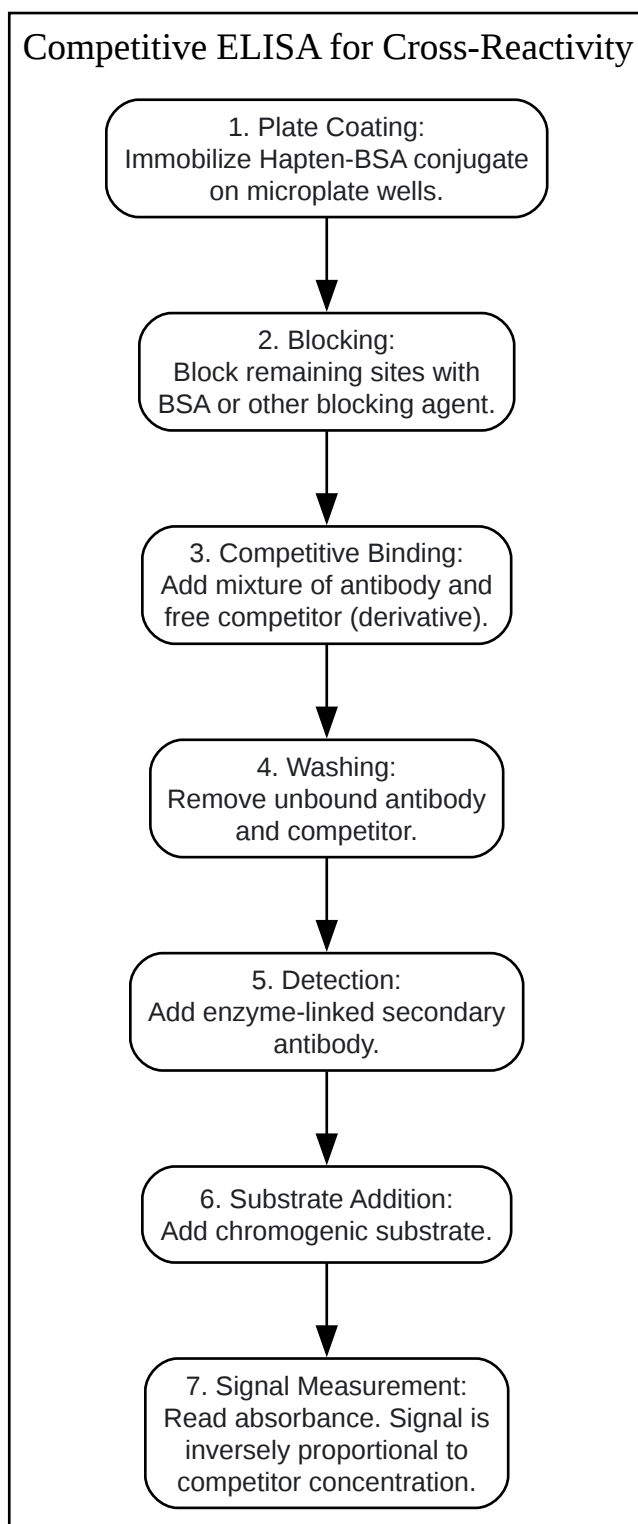 Competitive ELISA for Cross-Reactivity
1. Plate Coating:
Immobilize Hapten-BSA conjugate
on microplate wells.
2. Blocking:
Block remaining sites with
BSA or other blocking agent.
3. Competitive Binding:
Add mixture of antibody and
free competitor (derivative).
4. Washing:
Remove unbound antibody
and competitor.
5. Detection:
Add enzyme-linked secondary
antibody.
6. Substrate Addition:
Add chromogenic substrate.
7. Signal Measurement:
Read absorbance. Signal is
inversely proportional to
competitor concentration.